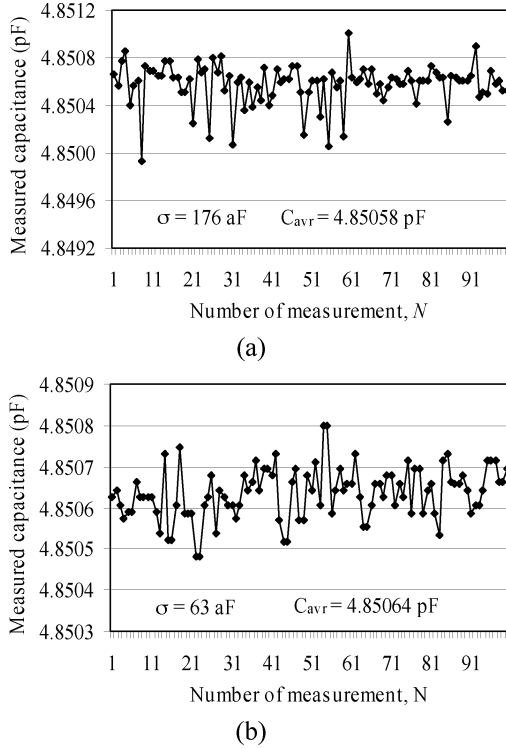 (a)
Measured capacitance (pF)
4.8512
4.8508
4.8504
4.8500
4.8496
4.8492
σ = 176 aF Cavr = 4.85058 pF
1 11 21 31 41 51 61 71 81 91
Number of measurement, N
(a)
4.8509
4.8508
4.8507
4.8506
4.8505
4.8504
4.8503
Measured capacitance (pF)
σ = 63 aF Cavr = 4.85064 pF
1 11 21 31 41 51 61 71 81 91
Number of measurement, N
(b)